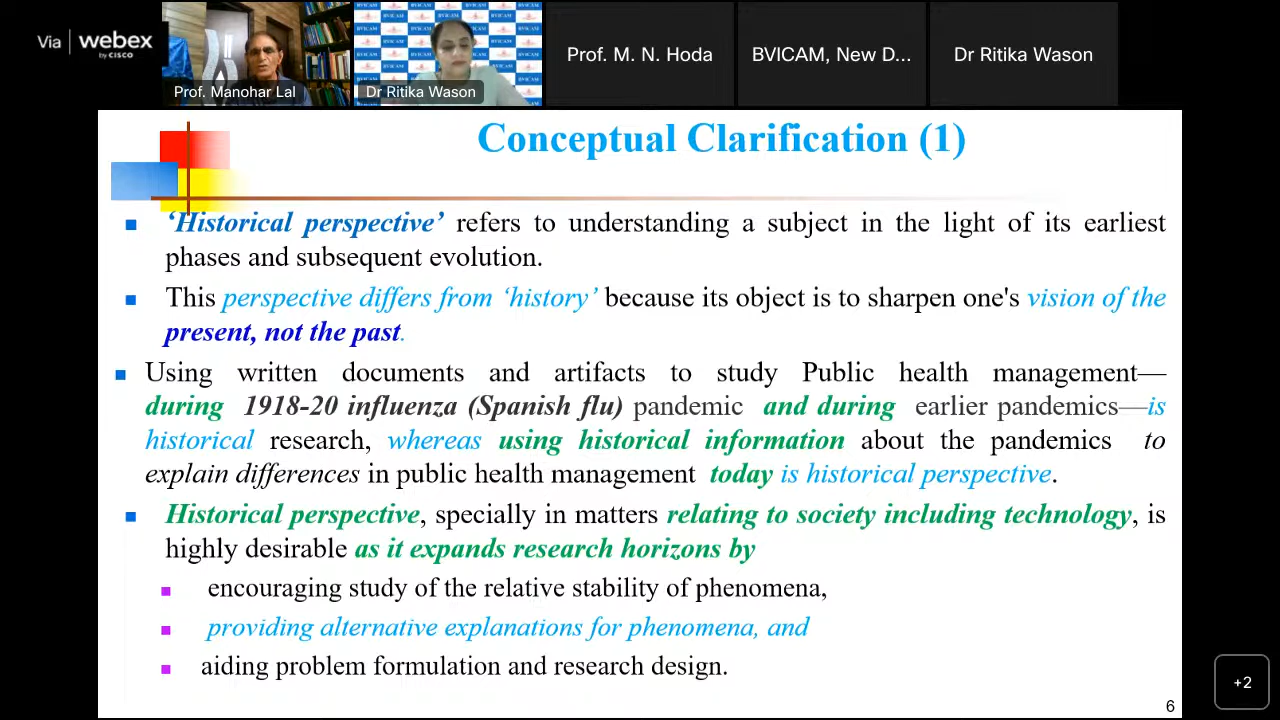 Via | webex
by CISCO
Prof. Manohar Lal
Dr Ritika Wason
Prof. M. N. Hoda
BVICAM, New D...
Dr Ritika Wason
BVICAM
Conceptual Clarification (1)
‘Historical perspective’ refers to understanding a subject in the light of its earliest
phases and subsequent evolution.
This perspective differs from ‘history’ because its object is to sharpen one's vision of the
present, not the past.
Using written documents and artifacts to study Public health management—
during 1918-20 influenza (Spanish flu) pandemic and during earlier pandemics—is
historical research, whereas using historical information about the pandemics to
explain differences in public health management today is historical perspective.
Historical perspective, specially in matters relating to society including technology, is
highly desirable as it expands research horizons by
encouraging study of the relative stability of phenomena,
providing alternative explanations for phenomena, and
aiding problem formulation and research design.
6
+2